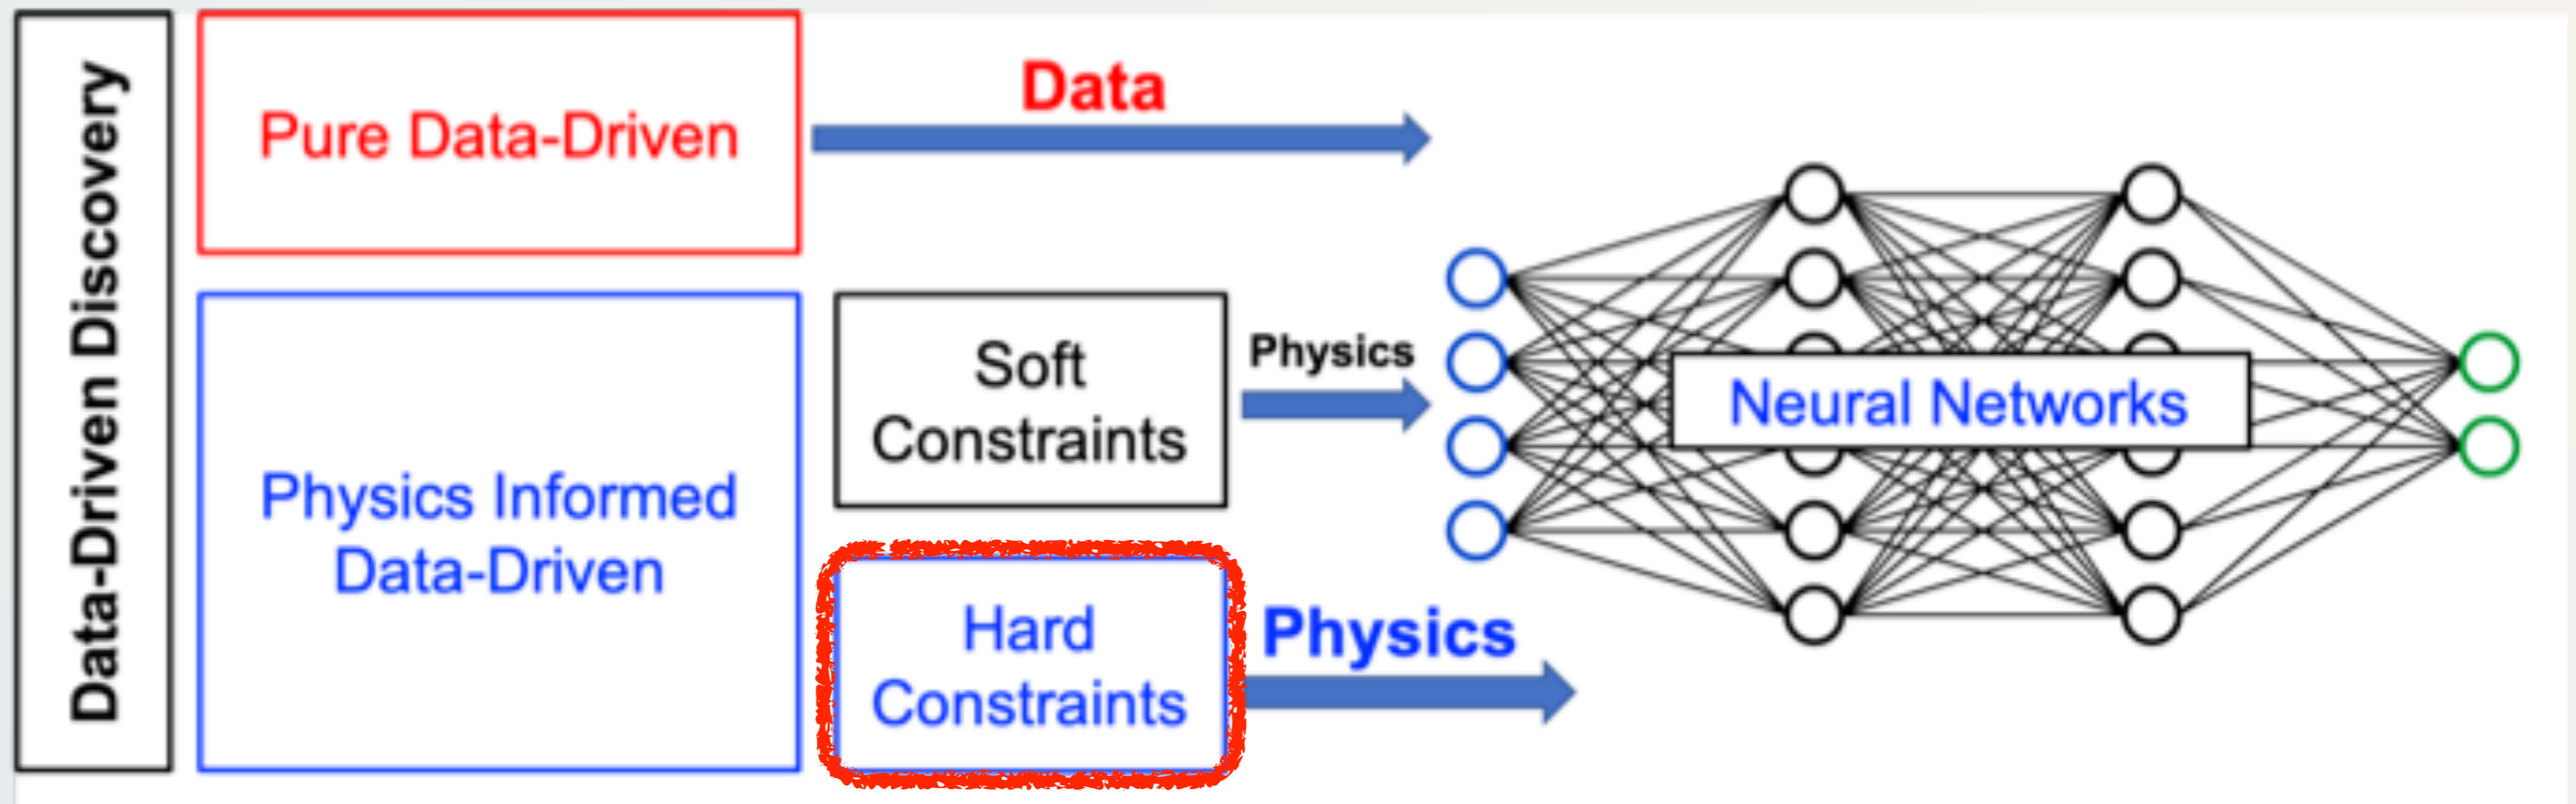 Data-Driven Discovery
Pure Data-Driven
Data
Physics Informed
Data-Driven
Soft
Constraints
Physics
Hard
Constraints
Physics
Neural Networks